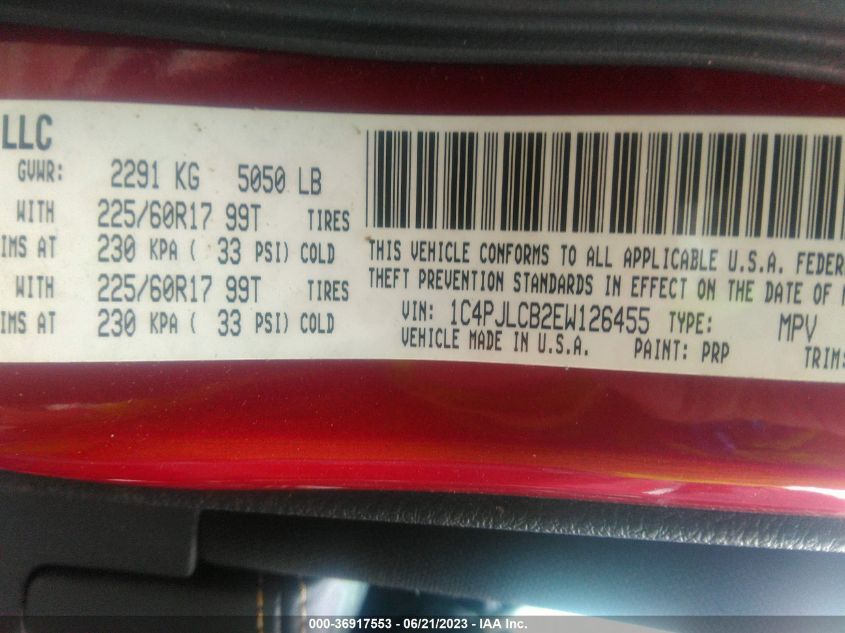 LLC
GVWR: 2291 KG 5050 LB
WITH 225/60R17 99T TIRES
IMS AT 230 KPA ( 33 PSI) COLD
WITH 225/60R17 99T TIRES
IMS AT 230 KPA ( 33 PSI) COLD
THIS VEHICLE CONFORMS TO ALL APPLICABLE U.S.A. FEDER
THEFT PREVENTION STANDARDS IN EFFECT ON THE DATE OF M
VIN: 1C4PJLCB2EW126455 TYPE: MPV
VEHICLE MADE IN U.S.A. PAINT: PRP TRIM:
000-36917553 - 06/21/2023 - IAA Inc.